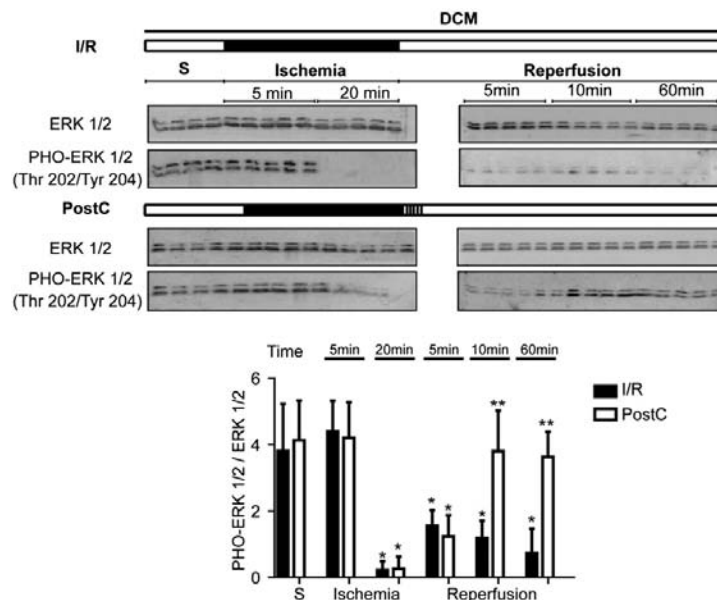 DCM
I/R
S Ischemia Reperfusion
5 min 20 min 5min 10min 60min
ERK 1/2
PHO-ERK 1/2
(Thr 202/Tyr 204)
PostC
ERK 1/2
PHO-ERK 1/2
(Thr 202/Tyr 204)
Time 5min 20min 5min 10min 60min
PHO-ERK 1/2 / ERK 1/2
6
4
2
0
* * * * * ** * **
I/R
PostC
S Ischemia Reperfusion